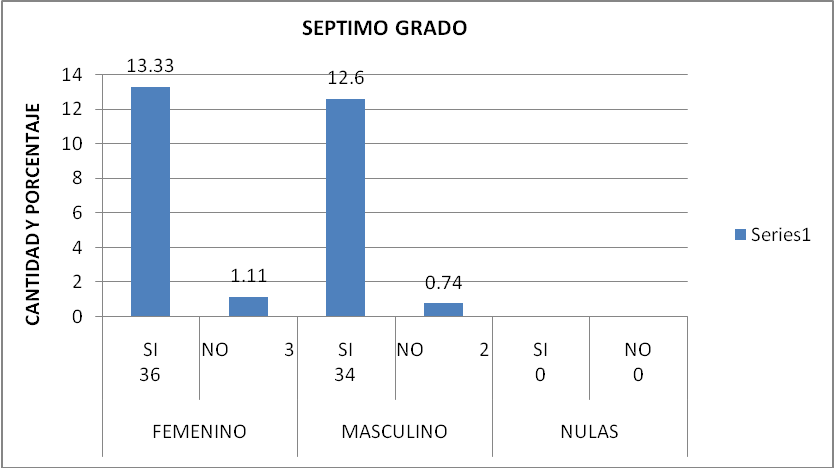 SEPTIMO GRADO
CANTIDAD Y PORCENTAJE
14
12
10
8
6
4
2
0
13.33
1.11
12.6
0.74
SI NO 3 SI NO 2 SI NO
36 34 0 0
FEMENINO MASCULINO NULAS
Series1